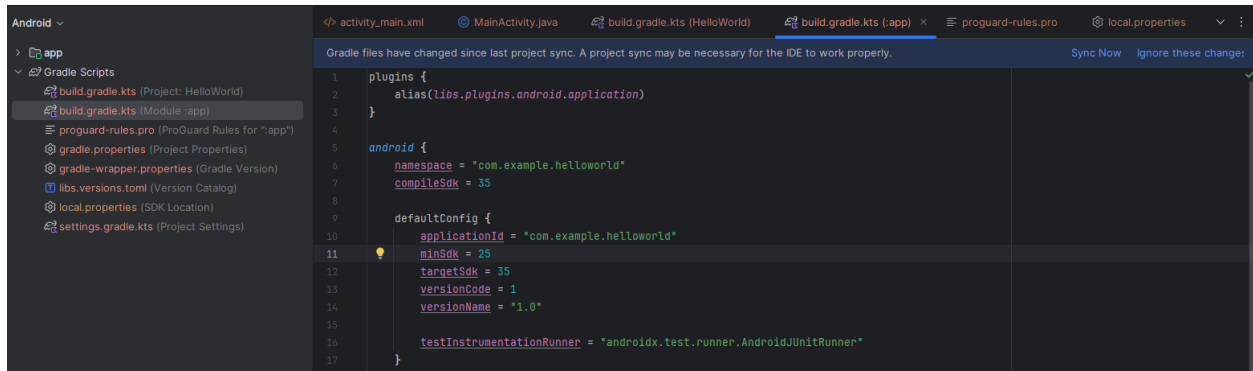 Android
activity_main.xml
MainActivity.java
build.gradle.kts (HelloWorld)
build.gradle.kts (:app)
proguard-rules.pro
local.properties
app
Gradle Scripts
build.gradle.kts (Project: HelloWorld)
build.gradle.kts (Module :app)
proguard-rules.pro (ProGuard Rules for ":app")
gradle.properties (Project Properties)
gradle-wrapper.properties (Gradle Version)
libs.versions.toml (Version Catalog)
local.properties (SDK Location)
settings.gradle.kts (Project Settings)
Gradle files have changed since last project sync. A project sync may be necessary for the IDE to work properly.
Sync Now Ignore these changes
1 plugins {
2 alias(libs.plugins.android.application)
3 }
4
5 android {
6 namespace = "com.example.helloworld"
7 compileSdk = 35
8
9 defaultConfig {
10 applicationId = "com.example.helloworld"
11 minSdk = 25
12 targetSdk = 35
13 versionCode = 1
14 versionName = "1.0"
15
16 testInstrumentationRunner = "androidx.test.runner.AndroidJUnitRunner"
17 }